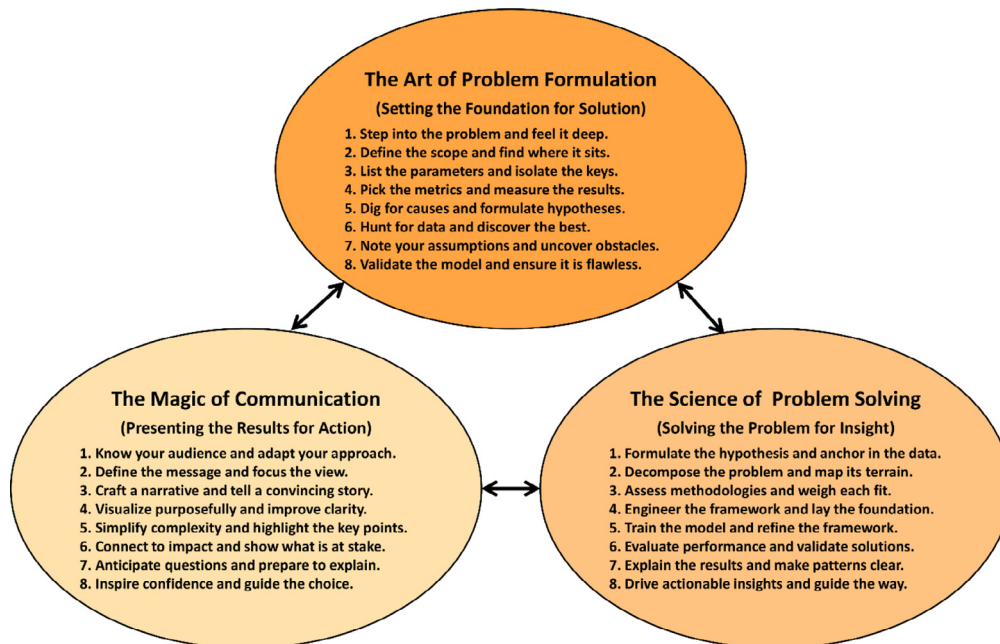 The Art of Problem Formulation
(Setting the Foundation for Solution)
1. Step into the problem and feel it deep.
2. Define the scope and find where it sits.
3. List the parameters and isolate the keys.
4. Pick the metrics and measure the results.
5. Dig for causes and formulate hypotheses.
6. Hunt for data and discover the best.
7. Note your assumptions and uncover obstacles.
8. Validate the model and ensure it is flawless.
The Magic of Communication
(Presenting the Results for Action)
1. Know your audience and adapt your approach.
2. Define the message and focus the view.
3. Craft a narrative and tell a convincing story.
4. Visualize purposefully and improve clarity.
5. Simplify complexity and highlight the key points.
6. Connect to impact and show what is at stake.
7. Anticipate questions and prepare to explain.
8. Inspire confidence and guide the choice.
The Science of Problem Solving
(Solving the Problem for Insight)
1. Formulate the hypothesis and anchor in the data.
2. Decompose the problem and map its terrain.
3. Assess methodologies and weigh each fit.
4. Engineer the framework and lay the foundation.
5. Train the model and refine the framework.
6. Evaluate performance and validate solutions.
7. Explain the results and make patterns clear.
8. Drive actionable insights and guide the way.